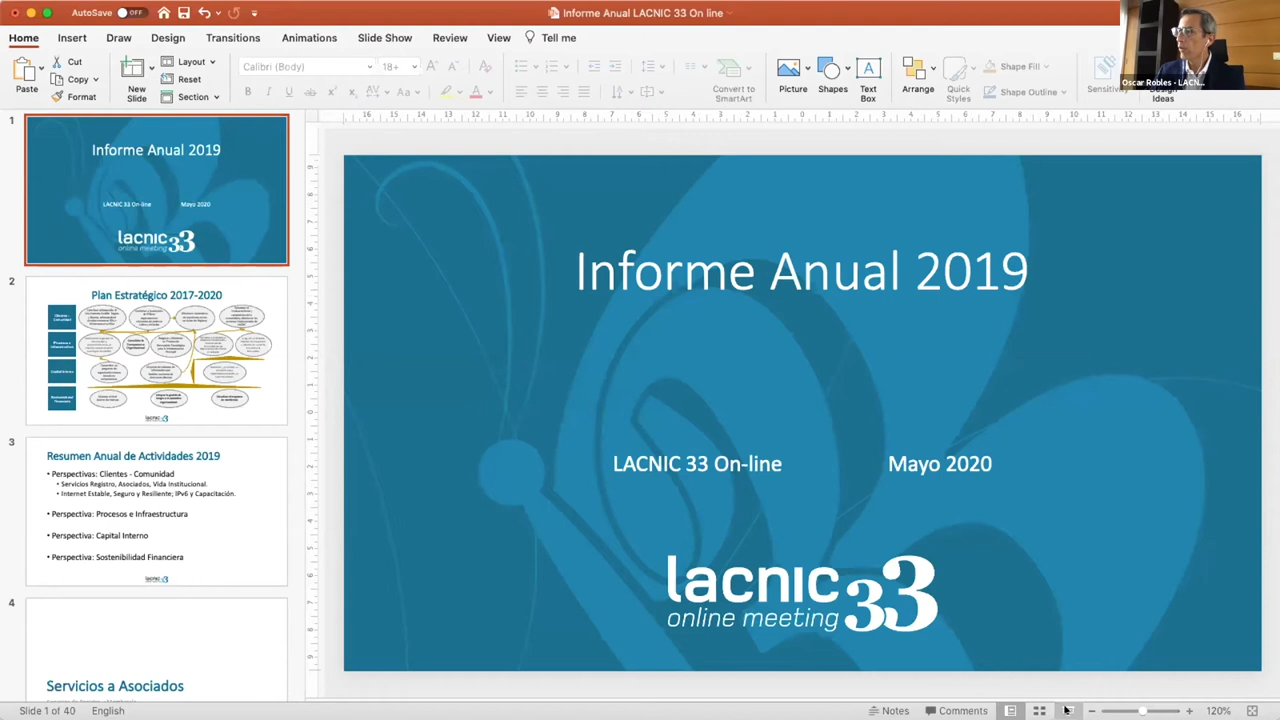 AutoSave OFF
Informe Anual LACNIC 33 On line
Home Insert Draw Design Transitions Animations Slide Show Review View Tell me
Paste
Cut
Copy
Format
New Slide
Layout
Reset
Section
Calibri (Body) 18+
Convert to SmartArt
Picture
Shapes
Text Box
Arrange
Quick Styles
Shape Fill
Shape Outline
Sensitivity
Design Ideas
Oscar Robles - LACN...
1
Informe Anual 2019
LACNIC 33 On-line Mayo 2020
lacnic 33
online meeting
2
Plan Estratégico 2017-2020
3
Resumen Anual de Actividades 2019
• Perspectivas: Clientes - Comunidad
• Servicios Registro, Asociados, Vida Institucional.
• Internet Estable, Seguro y Resiliente; IPv6 y Capacitación.
• Perspectiva: Procesos e Infraestructura
• Perspectiva: Capital Interno
• Perspectiva: Sostenibilidad Financiera
4
Servicios a Asociados
Informe Anual 2019
LACNIC 33 On-line Mayo 2020
lacnic 33
online meeting
Slide 1 of 40 English Notes Comments 120%